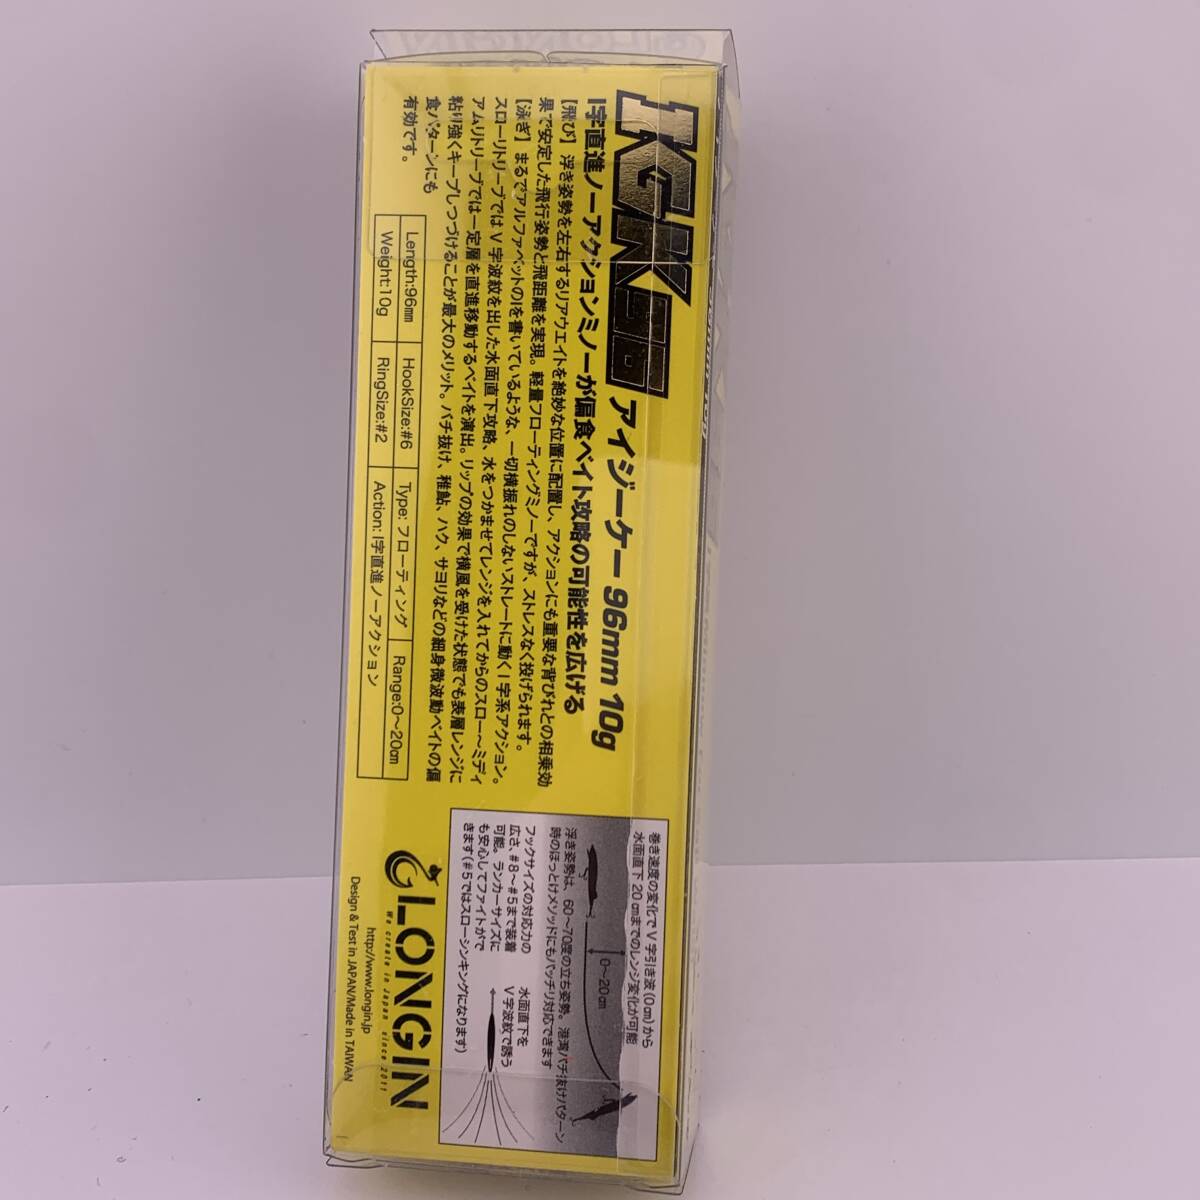 IGK96 アイジーケー 96mm 10g
I字直進ノーアクションミノーが偏食ベイト攻略の可能性を広げる
【飛び】 浮き姿勢を左右するリアウエイトを絶妙な位置に配置し、アクションにも重要な背びれとの相乗効
果で安定した飛行姿勢と飛距離を実現。軽量フローティングミノーですが、ストレスなく投げられます。
【泳ぎ】 まるでアルファベットのIを書いているような、一切横振れのしないストレートに動くI字系アクション。
スローリトリーブではV字波紋を出した水面直下攻略、水をつかませてレンジを入れてからのスロー〜ミディ
アムリトリーブでは一定層を直進移動するベイトを演出。リップの効果で横風を受けた状態でも表層レンジに
粘り強くキープしつづけることが最大のメリット。バチ抜け、稚鮎、ハク、サヨリなどの細身微波動ベイトの偏
食パターンにも
有効です。
Length:96mm HookSize:#6 Type: フローティング Range:0〜20cm
Weight:10g RingSize:#2 Action: I字直進ノーアクション
巻き速度の変化でV字引き波(0cm)から
水面直下20cmまでのレンジ変化が可能
0〜20cm
浮き姿勢は、60〜70度の立ち姿勢。港湾バチ抜けパターン
時のほっとけメソッドにもバッチリ対応できます
フックサイズの対応力の
広さ、#8〜#5まで装着
可能。ランカーサイズに
も安心してファイトがで
きます(#5ではスローシンキングになります)
水面直下を
V字波紋で誘う
LONGIN
We create in Japan since 2011
http://www.longin.jp
Design & Test in JAPAN/Made in TAIWAN